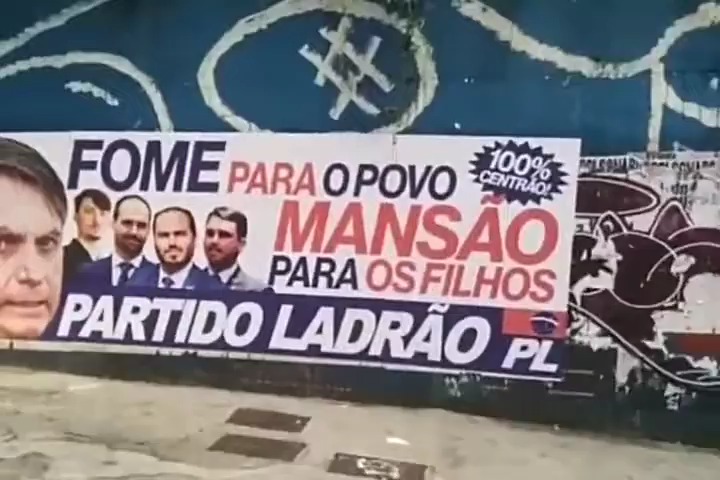 FOME PARA O POVO
100%
CENTRÃO!
MANSÃO
PARA OS FILHOS
PARTIDO LADRÃO PL